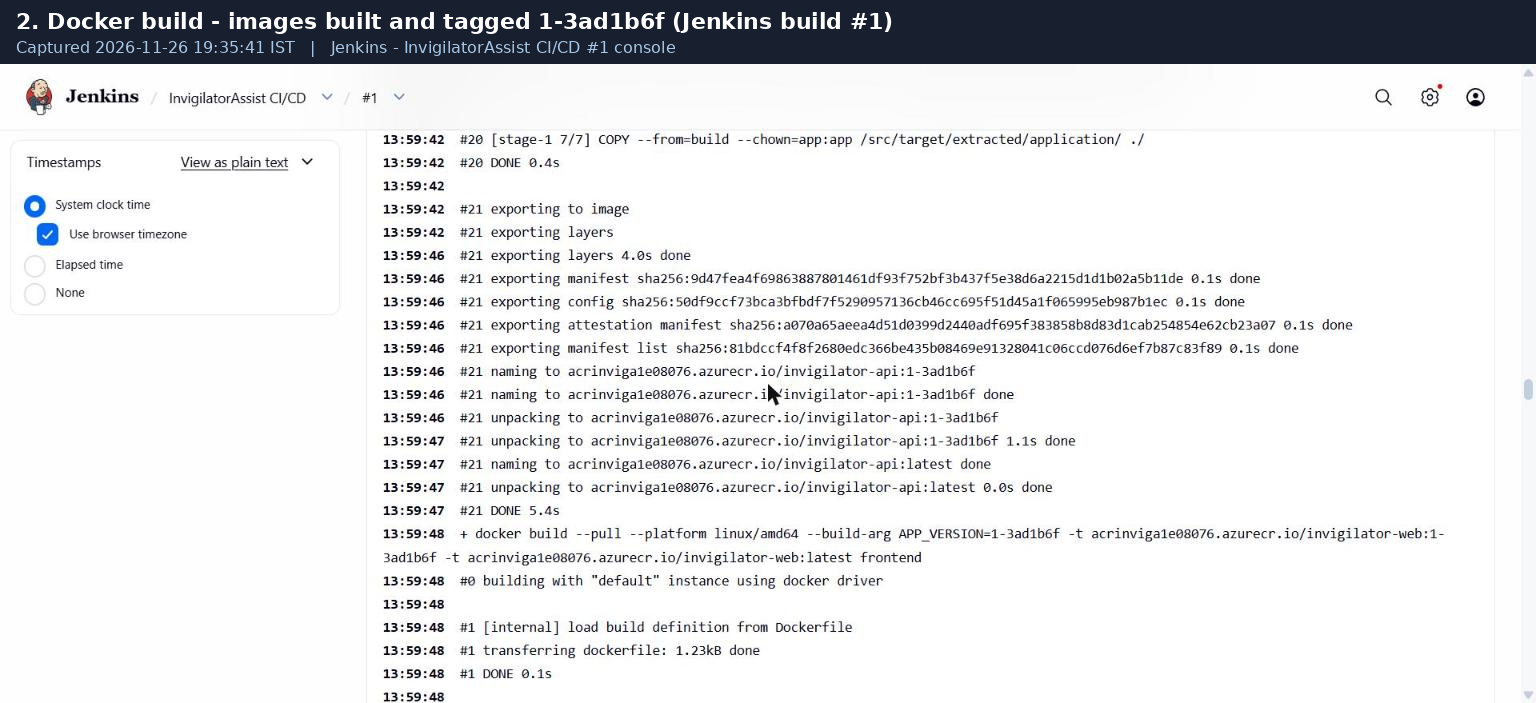 2. Docker build - images built and tagged 1-3ad1b6f (Jenkins build #1)
Captured 2026-11-26 19:35:41 IST | Jenkins - InvigilatorAssist CI/CD #1 console
Jenkins / InvigilatorAssist CI/CD / #1
Timestamps View as plain text
System clock time
Use browser timezone
Elapsed time
None
13:59:42 #20 [stage-1 7/7] COPY --from=build --chown=app:app /src/target/extracted/application/ ./
13:59:42 #20 DONE 0.4s
13:59:42
13:59:42 #21 exporting to image
13:59:42 #21 exporting layers
13:59:46 #21 exporting layers 4.0s done
13:59:46 #21 exporting manifest sha256:9d47fea4f69863887801461df93f752bf3b437f5e38d6a2215d1d1b02a5b11de 0.1s done
13:59:46 #21 exporting config sha256:50df9ccf73bca3bfbdf7f5290957136cb46cc695f51d45a1f065995eb987b1ec 0.1s done
13:59:46 #21 exporting attestation manifest sha256:a070a65aeea4d51d0399d2440adf695f383858b8d83d1cab254854e62cb23a07 0.1s done
13:59:46 #21 exporting manifest list sha256:81bdccf4f8f2680edc366be435b08469e91328041c06ccd076d6ef7b87c83f89 0.1s done
13:59:46 #21 naming to acrinviga1e08076.azurecr.io/invigilator-api:1-3ad1b6f
13:59:46 #21 naming to acrinviga1e08076.azurecr.io/invigilator-api:1-3ad1b6f done
13:59:46 #21 unpacking to acrinviga1e08076.azurecr.io/invigilator-api:1-3ad1b6f
13:59:47 #21 unpacking to acrinviga1e08076.azurecr.io/invigilator-api:1-3ad1b6f 1.1s done
13:59:47 #21 naming to acrinviga1e08076.azurecr.io/invigilator-api:latest done
13:59:47 #21 unpacking to acrinviga1e08076.azurecr.io/invigilator-api:latest 0.0s done
13:59:47 #21 DONE 5.4s
13:59:48 + docker build --pull --platform linux/amd64 --build-arg APP_VERSION=1-3ad1b6f -t acrinviga1e08076.azurecr.io/invigilator-web:1-
3ad1b6f -t acrinviga1e08076.azurecr.io/invigilator-web:latest frontend
13:59:48 #0 building with "default" instance using docker driver
13:59:48
13:59:48 #1 [internal] load build definition from Dockerfile
13:59:48 #1 transferring dockerfile: 1.23kB done
13:59:48 #1 DONE 0.1s
13:59:48